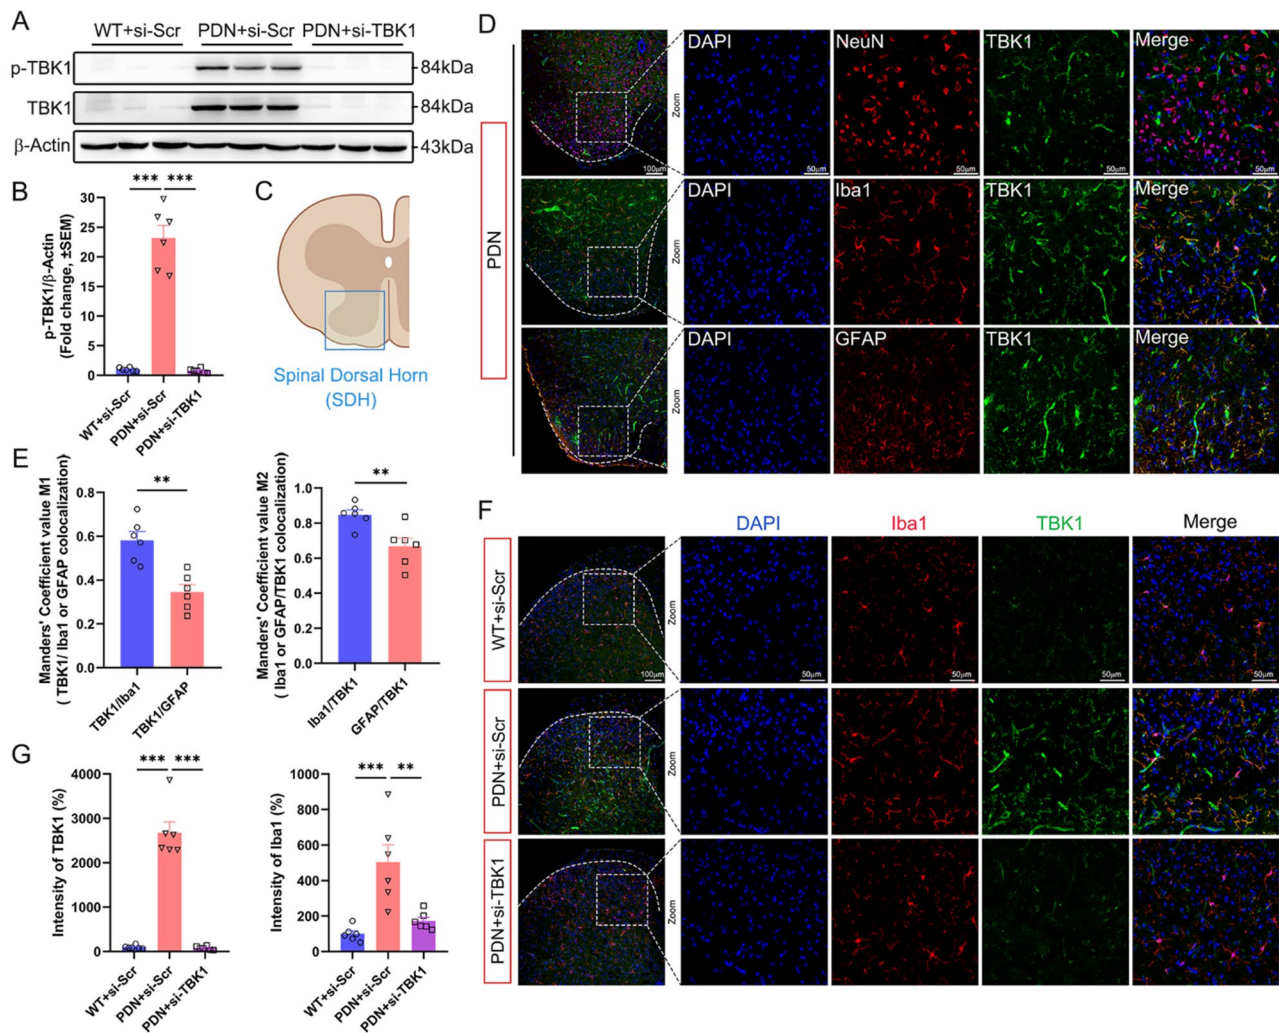 A
WT+si-Scr PDN+si-Scr PDN+si-TBK1
p-TBK1 84kDa
TBK1 84kDa
β-Actin 43kDa
B
*** ***
p-TBK1/β-Actin
(Fold change, ±SEM)
30
25
20
15
10
5
0
WT+si-Scr
PDN+si-Scr
PDN+si-TBK1
C
Spinal Dorsal Horn
(SDH)
D
PDN
100μm
Zoom
DAPI NeuN TBK1 Merge
50μm 50μm 50μm 50μm
Zoom
DAPI Iba1 TBK1 Merge
Zoom
DAPI GFAP TBK1 Merge
E
Manders' Coefficient value M1
( TBK1/ Iba1 or GFAP colocalization)
0.8
0.6
0.4
0.2
0.0
**
TBK1/Iba1
TBK1/GFAP
Manders' Coefficient value M2
( Iba1 or GFAP/TBK1 colocalization)
1.0
0.8
0.6
0.4
0.2
0.0
**
Iba1/TBK1
GFAP/TBK1
F
DAPI Iba1 TBK1 Merge
WT+si-Scr
100μm
Zoom
50μm 50μm 50μm 50μm
PDN+si-Scr
Zoom
PDN+si-TBK1
Zoom
G
Intensity of TBK1 (%)
4000
3000
2000
1000
0
*** ***
WT+si-Scr
PDN+si-Scr
PDN+si-TBK1
Intensity of Iba1 (%)
1000
800
600
400
200
0
*** **
WT+si-Scr
PDN+si-Scr
PDN+si-TBK1